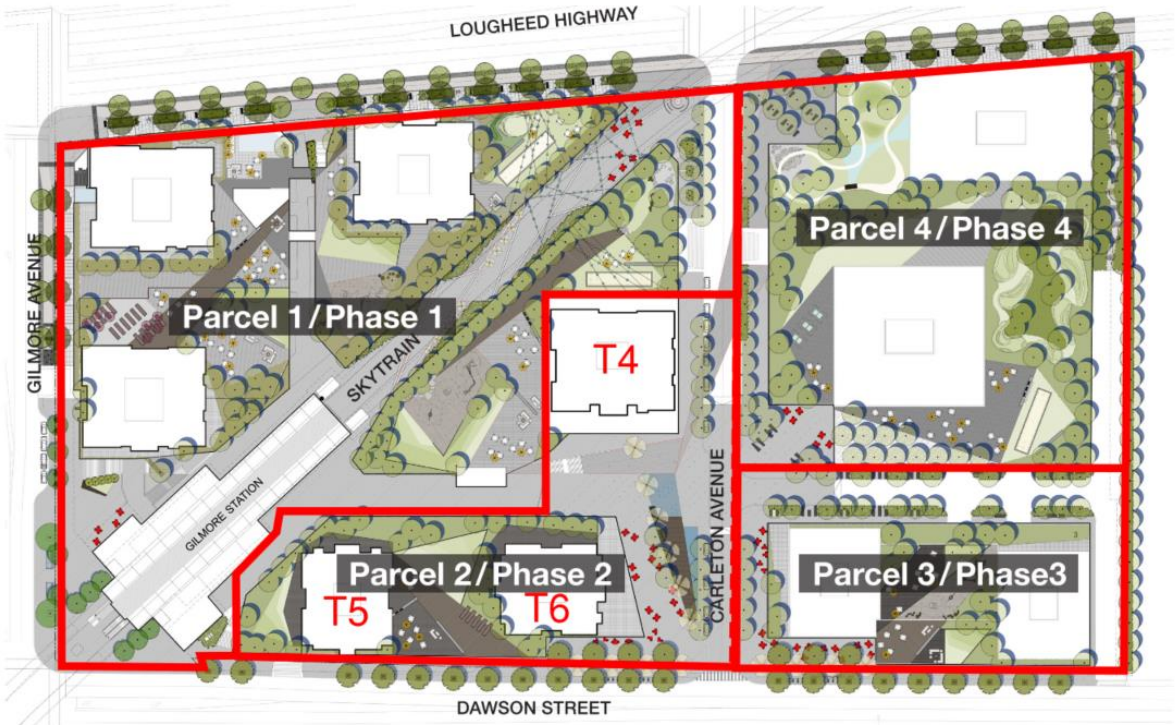 LOUGHEED HIGHWAY
GILMORE AVENUE
Parcel 1/Phase 1
SKYTRAIN
GILMORE STATION
T4
Parcel 4/Phase 4
CARLETON AVENUE
Parcel 2/Phase 2
T5
T6
Parcel 3/Phase3
DAWSON STREET